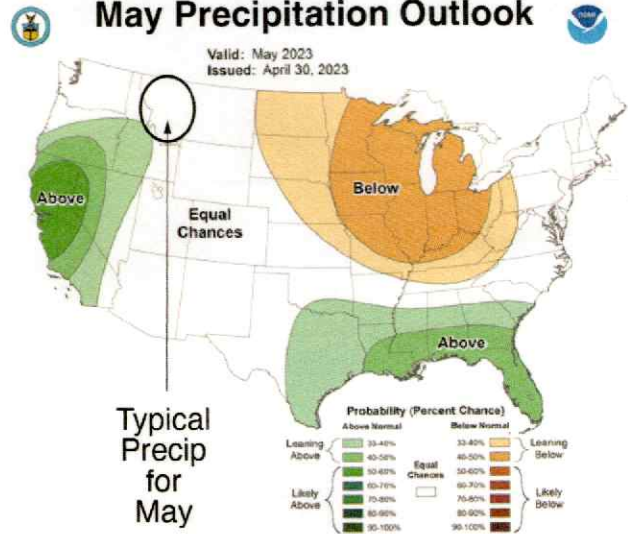 May Precipitation Outlook
noaa
Valid: May 2023
Issued: April 30, 2023
Above
Equal
Chances
Below
Above
Typical
Precip
for
May
Probability (Percent Chance)
Above Normal
Below Normal
Leaning
Above
33-40%
40-50%
Likely
Above
50-60%
60-70%
70-80%
80-90%
90-100%
Equal
Chances
33-40%
40-50%
Leaning
Below
50-60%
60-70%
70-80%
80-90%
90-100%
Likely
Below